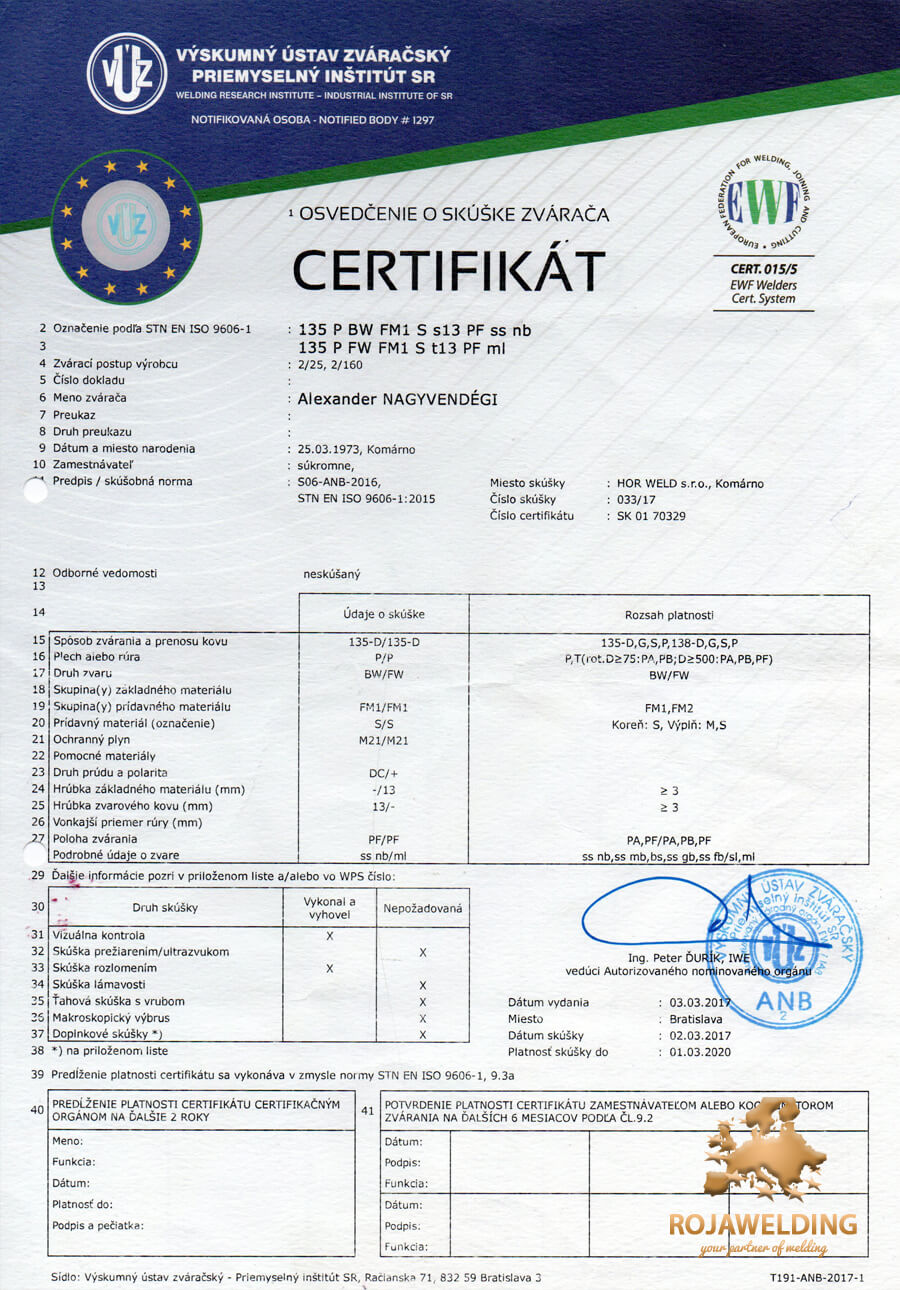 VÚZ
VÝSKUMNÝ ÚSTAV ZVÁRAČSKÝ
PRIEMYSELNÝ INŠTITÚT SR
WELDING RESEARCH INSTITUTE – INDUSTRIAL INSTITUTE OF SR
NOTIFIKOVANÁ OSOBA - NOTIFIED BODY # 1297
VÚZ
EUROPEAN FEDERATION FOR WELDING, JOINING AND CUTTING
EWF
CERT. 015/5
EWF Welders
Cert. System
1 OSVEDČENIE O SKÚŠKE ZVÁRAČA
CERTIFIKÁT
2 Označenie podľa STN EN ISO 9606-1 : 135 P BW FM1 S s13 PF ss nb
3 135 P FW FM1 S t13 PF ml
4 Zvárací postup výrobcu : 2/25, 2/160
5 Číslo dokladu :
6 Meno zvárača : Alexander NAGYVENDÉGI
7 Preukaz :
8 Druh preukazu :
9 Dátum a miesto narodenia : 25.03.1973, Komárno
10 Zamestnávateľ : súkromne,
Predpis / skúšobná norma : S06-ANB-2016, Miesto skúšky : HOR WELD s.r.o., Komárno
STN EN ISO 9606-1:2015 Číslo skúšky : 033/17
Číslo certifikátu : SK 01 70329
12 Odborné vedomosti neskúšaný
13
14 Údaje o skúške Rozsah platnosti
15 Spôsob zvárania a prenosu kovu 135-D/135-D 135-D,G,S,P,138-D,G,S,P
16 Plech alebo rúra P/P P,T(rot.D≥75:PA,PB;D≥500:PA,PB,PF)
17 Druh zvaru BW/FW BW/FW
18 Skupina(y) základného materiálu
19 Skupina(y) prídavného materiálu FM1/FM1 FM1,FM2
20 Prídavný materiál (označenie) S/S Koreň: S, Výplň: M,S
21 Ochranný plyn M21/M21
22 Pomocné materiály
23 Druh prúdu a polarita DC/+
24 Hrúbka základného materiálu (mm) -/13 ≥ 3
25 Hrúbka zvarového kovu (mm) 13/- ≥ 3
26 Vonkajší priemer rúry (mm)
27 Poloha zvárania PF/PF PA,PF/PA,PB,PF
Podrobné údaje o zvare ss nb/ml ss nb,ss mb,bs,ss gb,ss fb/sl,ml
29 Ďalšie informácie pozri v priloženom liste a/alebo vo WPS číslo:
30 Druh skúšky Vykonal a vyhovel Nepožadovaná
31 Vizuálna kontrola X
32 Skúška prežiarením/ultrazvukom X
33 Skúška rozlomením X
34 Skúška lámavosti X
35 Ťahová skúška s vrubom X
36 Makroskopický výbrus X
37 Doplnkové skúšky *) X
38 *) na priloženom liste
VÝSKUMNÝ ÚSTAV ZVÁRAČSKÝ
Priemyselný inštitút SR
VÚZ
ANB
2
Ing. Peter ĎURÍK, IWE
vedúci Autorizovaného nominovaného orgánu
Dátum vydania : 03.03.2017
Miesto : Bratislava
Dátum skúšky : 02.03.2017
Platnosť skúšky do : 01.03.2020
39 Predĺženie platnosti certifikátu sa vykonáva v zmysle normy STN EN ISO 9606-1, 9.3a
40 PREDĹŽENIE PLATNOSTI CERTIFIKÁTU CERTIFIKAČNÝM
ORGÁNOM NA ĎALŠIE 2 ROKY
Meno:
Funkcia:
Dátum:
Platnosť do:
Podpis a pečiatka:
41 POTVRDENIE PLATNOSTI CERTIFIKÁTU ZAMESTNÁVATEĽOM ALEBO
ZVÁRANIA NA ĎALŠÍCH 6 MESIACOV PODĽA ČL.9.2
Dátum:
Podpis:
Funkcia:
Dátum:
Podpis:
Funkcia:
ROJAWELDING
your partner of welding
Sídlo: Výskumný ústav zváračský - Priemyselný inštitút SR, Račianska 71, 832 59 Bratislava 3 T191-ANB-2017-1